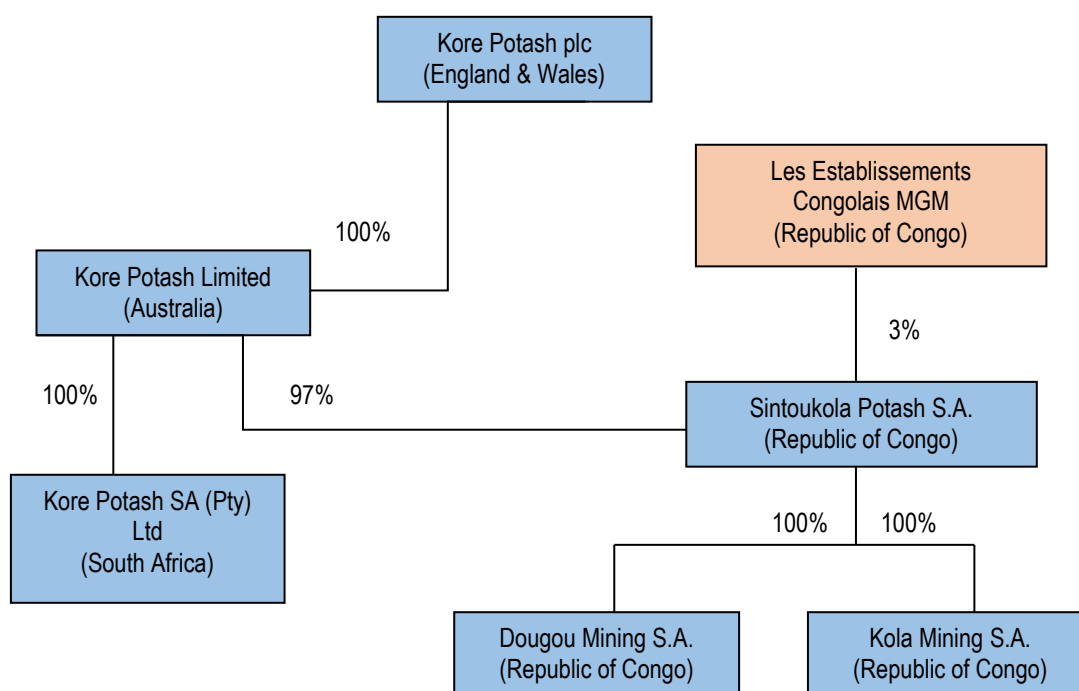 Kore Potash plc
(England & Wales)
Les Establissements
Congolais MGM
(Republic of Congo)
100%
Kore Potash Limited
(Australia)
3%
100%
97%
Sintoukola Potash S.A.
(Republic of Congo)
Kore Potash SA (Pty)
Ltd
(South Africa)
100%
100%
Dougou Mining S.A.
(Republic of Congo)
Kola Mining S.A.
(Republic of Congo)